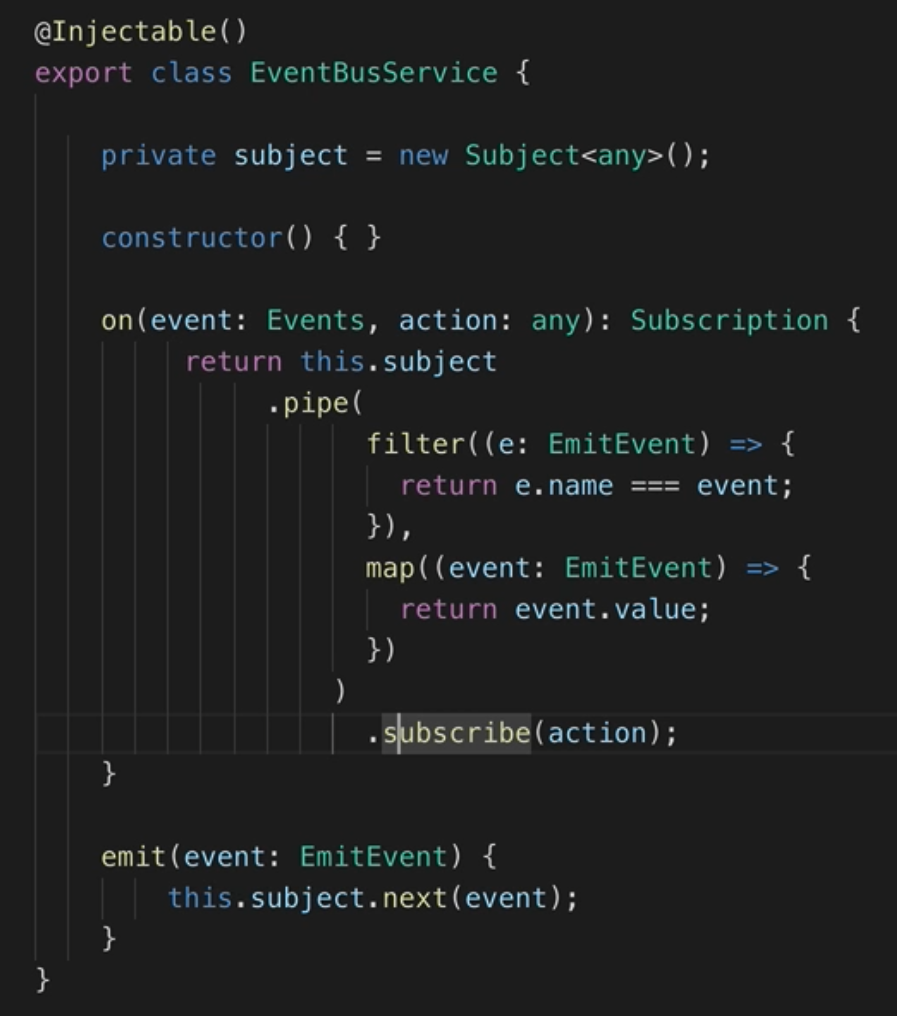 @Injectable()
export class EventBusService {
private subject = new Subject<any>();
constructor() { }
on(event: Events, action: any): Subscription {
return this.subject
.pipe(
filter((e: EmitEvent) => {
return e.name === event;
}),
map((event: EmitEvent) => {
return event.value;
})
)
.subscribe(action);
}
emit(event: EmitEvent) {
this.subject.next(event);
}
}